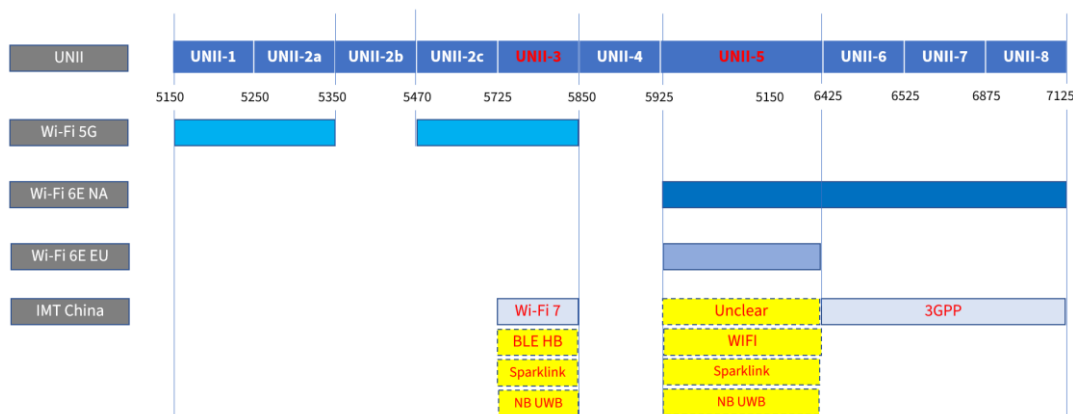 UNII UNII-1 UNII-2a UNII-2b UNII-2c UNII-3 UNII-4 UNII-5 UNII-6 UNII-7 UNII-8
5150 5250 5350 5470 5725 5850 5925 5150 6425 6525 6875 7125
Wi-Fi 5G
Wi-Fi 6E NA
Wi-Fi 6E EU
IMT China Wi-Fi 7 Unclear 3GPP
BLE HB WIFI
Sparklink Sparklink
NB UWB NB UWB